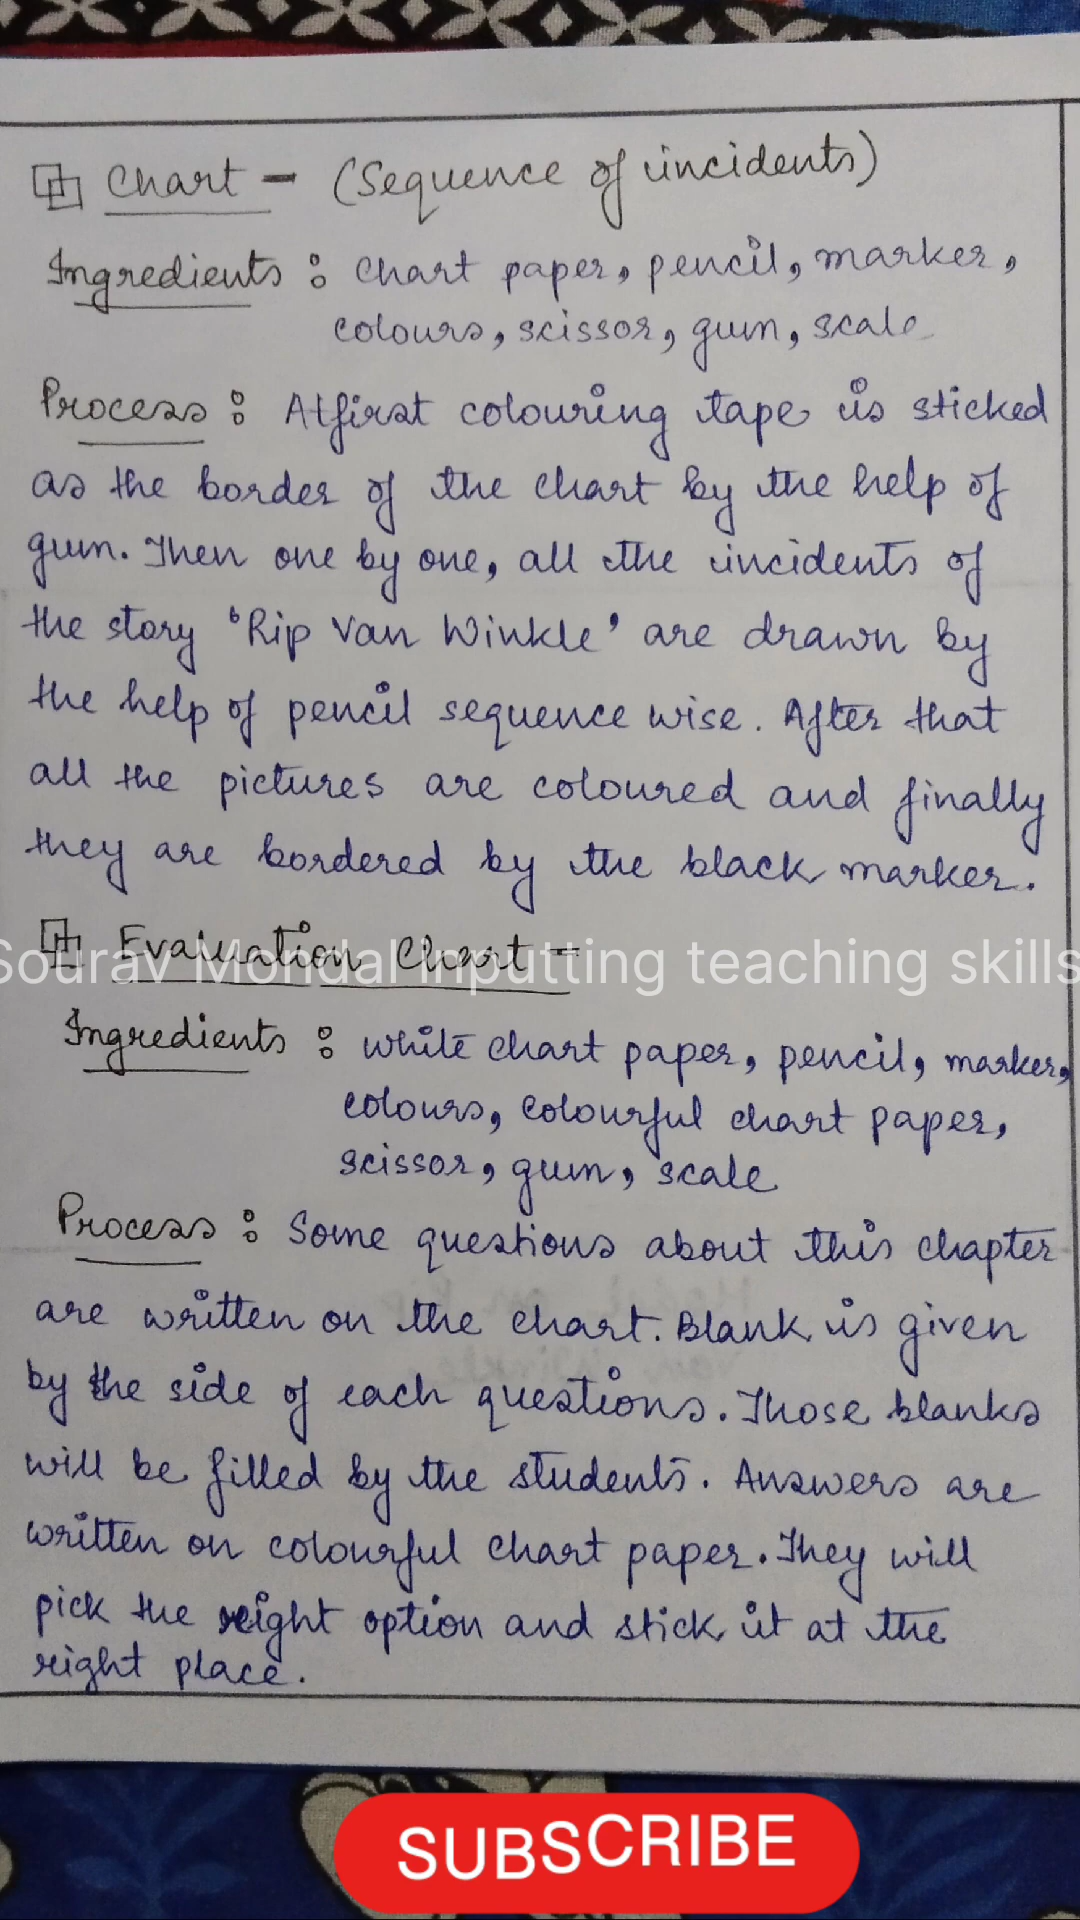 Chart - (Sequence of incidents)
Ingredients : Chart paper, pencil, marker,
colours, scissor, gum, scale
Process : Atfirst colouring tape is sticked
as the border of the chart by the help of
gum. Then one by one, all the incidents of
the story 'Rip Van Winkle' are drawn by
the help of pencil sequence wise. After that
all the pictures are coloured and finally
they are bordered by the black marker.
Evaluation Chart -
Sourav Mondal inputting teaching skills
Ingredients : white chart paper, pencil, marker,
colours, colourful chart paper,
scissor, gum, scale
Process : Some questions about this chapter
are written on the chart. Blank is given
by the side of each questions. Those blanks
will be filled by the students. Answers are
written on colourful chart paper. They will
pick the right option and stick it at the
right place.
SUBSCRIBE